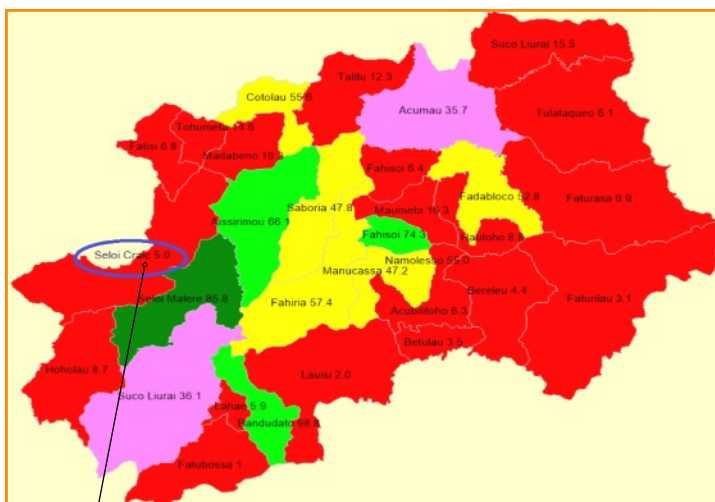 Suco Liurai 15.5
Talitu 12.3
Cotolau 55.6
Acumau 35.7
Tulataqueo 6.1
Tohumeta 14.6
Falisi 6.8
Madabeno 19.3
Fahisoi 6.4
Fadabloco 52.8
Faturasa 6.9
Saboria 47.8
Maumeta 16.3
Aissirimou 66.1
Fahisoi 74.3
Hautoho 8.8
Seloi Cralc 5.0
Namolesso 55.0
Manucassa 47.2
Seloi Malere 85.8
Bereleu 4.4
Fahiria 57.4
Faturilau 3.1
Acubilitoho 6.3
Betulau 3.5
Hoholau 8.7
Lauisi 2.0
Suco Liurai 36.1
Lahae 5.9
Bandudato 68.8
Fatubossa 1